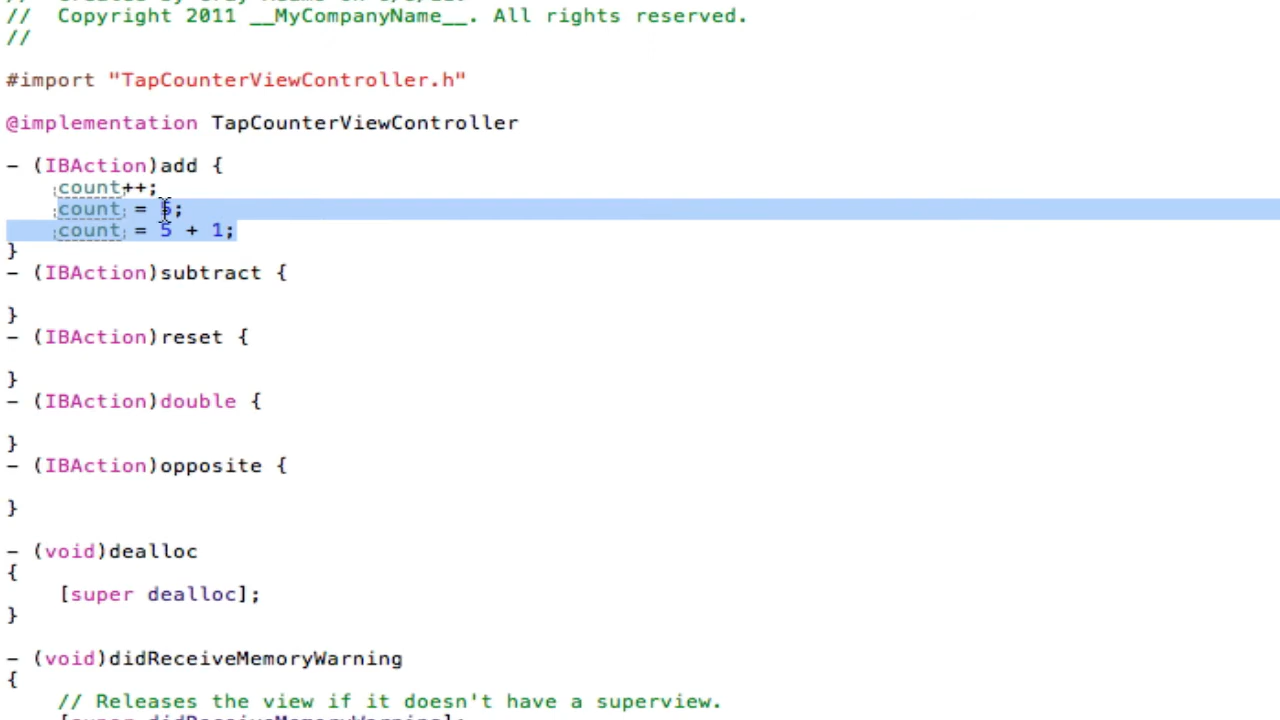 //  Copyright 2011 __MyCompanyName__. All rights reserved.
//
#import "TapCounterViewController.h"
@implementation TapCounterViewController
- (IBAction)add {
count++;
count = 5;
count = 5 + 1;
}
- (IBAction)subtract {
}
- (IBAction)reset {
}
- (IBAction)double {
}
- (IBAction)opposite {
}
- (void)dealloc
{
[super dealloc];
}
- (void)didReceiveMemoryWarning
{
// Releases the view if it doesn't have a superview.
[super didReceiveMemoryWarning];